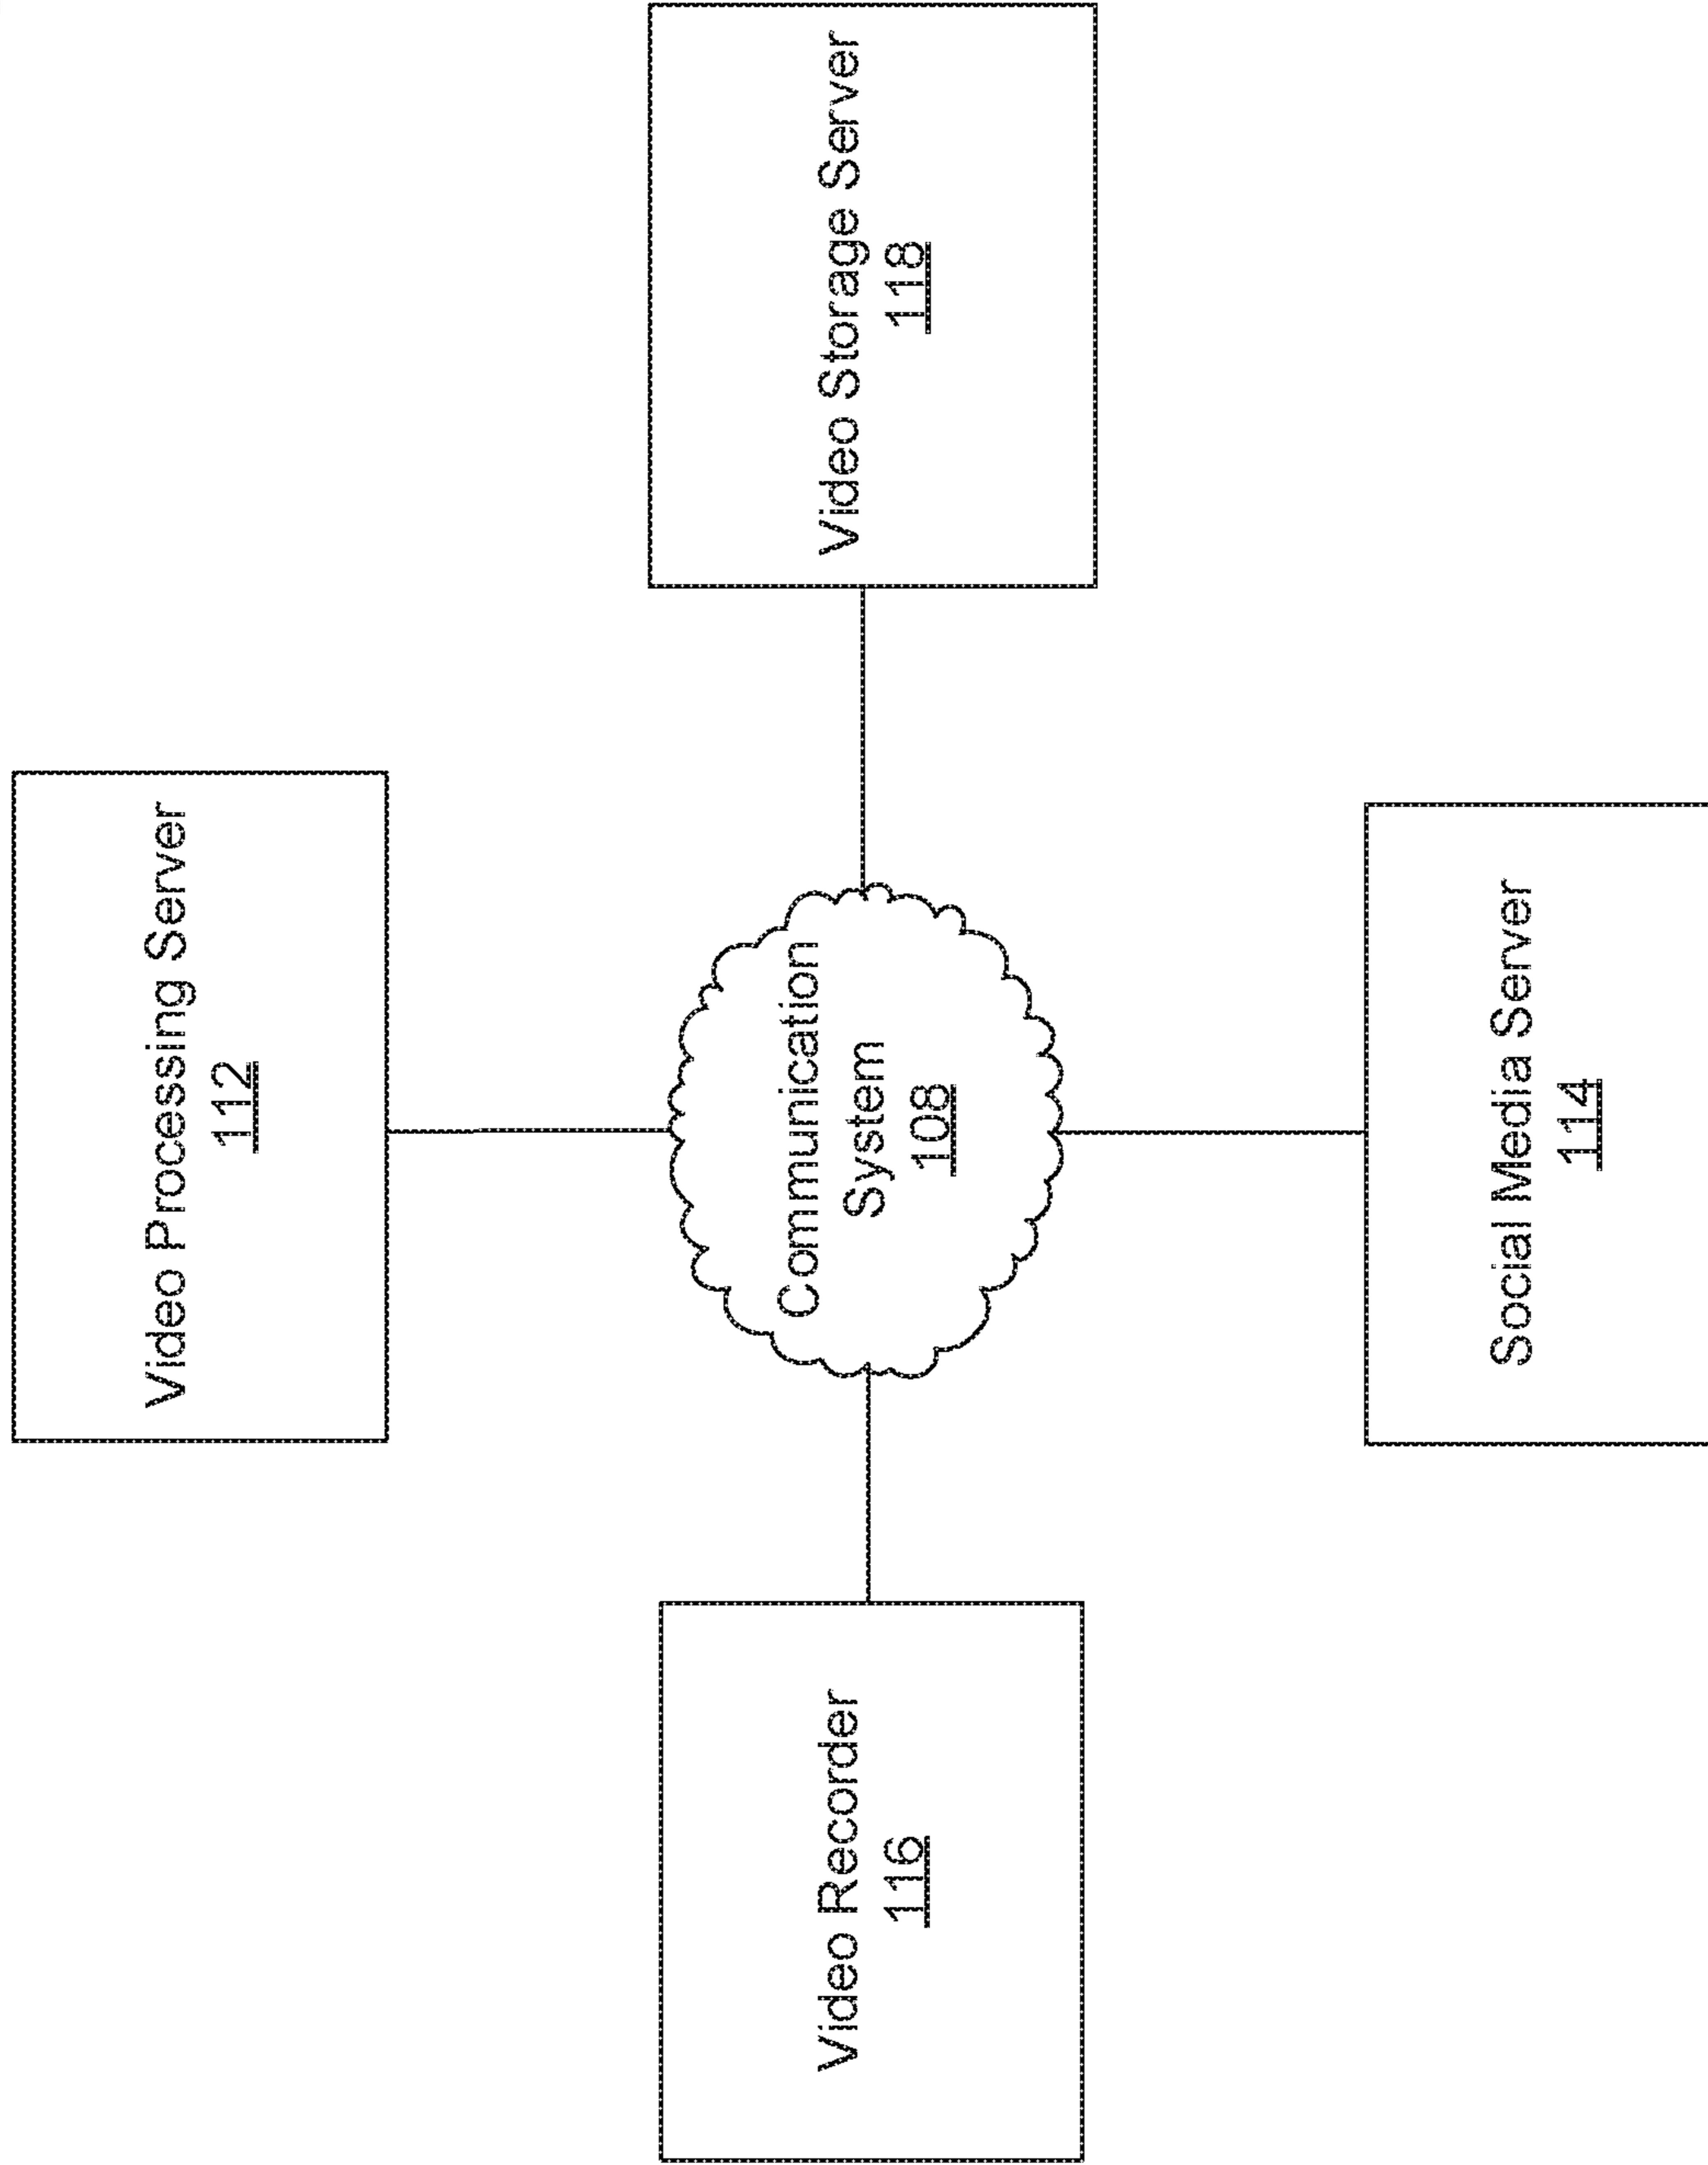 Video Processing Server
112
Video Recorder
116
Communication
System
108
Video Storage Server
118
Social Media Server
114